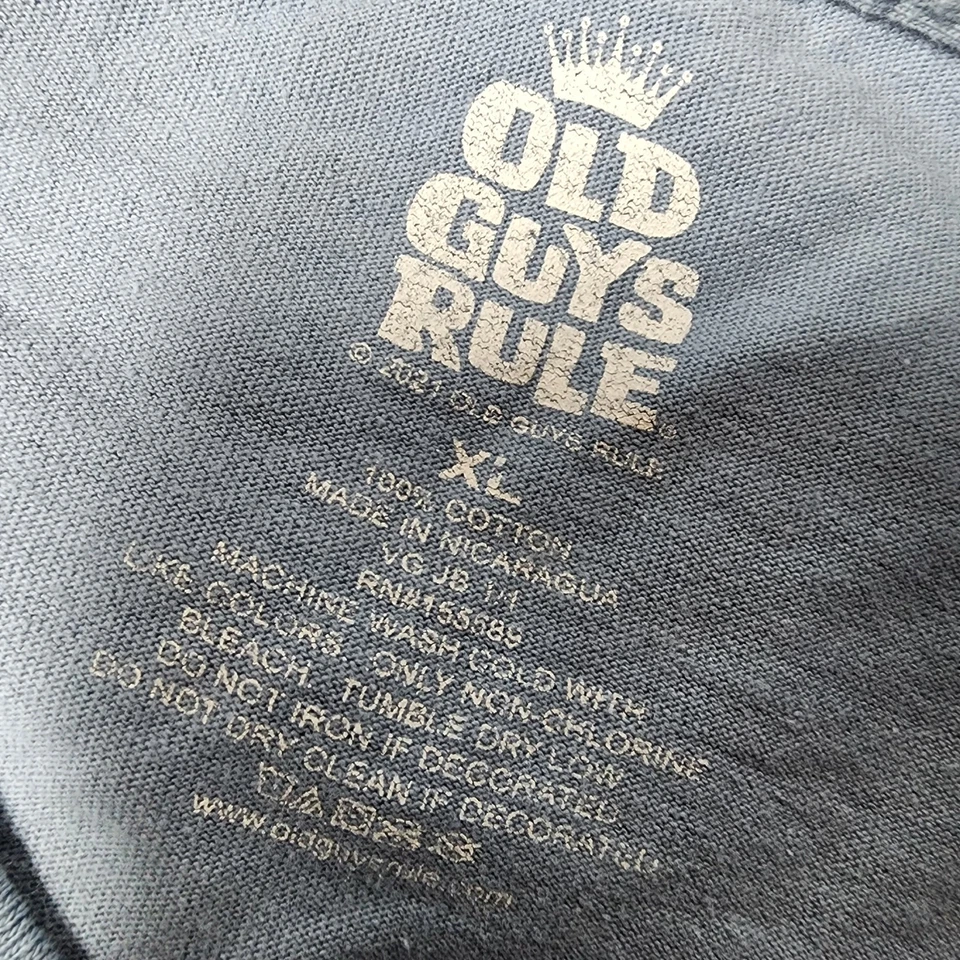 OLD
GUYS
RULE®
© 2021 OLD GUYS RULE
XL
100% COTTON
MADE IN NICARAGUA
VG JB
MACHINE WASH COLD WITH
LIKE COLORS. ONLY NON-CHLORINE
BLEACH. TUMBLE DRY LOW
DO NOT IRON IF DECORATED
DO NOT DRY CLEAN IF DECORATED
www.oldguysrule.com